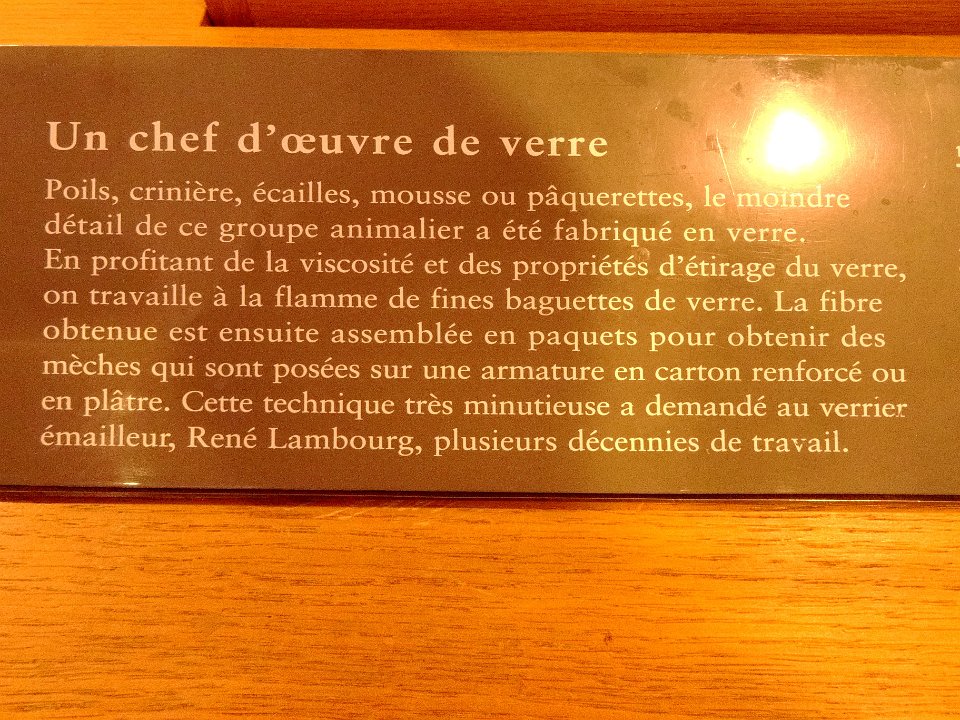 Un chef d’œuvre de verre
Poils, crinière, écailles, mousse ou pâquerettes, le moindre
détail de ce groupe animalier a été fabriqué en verre.
En profitant de la viscosité et des propriétés d’étirage du verre,
on travaille à la flamme de fines baguettes de verre. La fibre
obtenue est ensuite assemblée en paquets pour obtenir des
mèches qui sont posées sur une armature en carton renforcé ou
en plâtre. Cette technique très minutieuse a demandé au verrier
émailleur, René Lambourg, plusieurs décennies de travail.